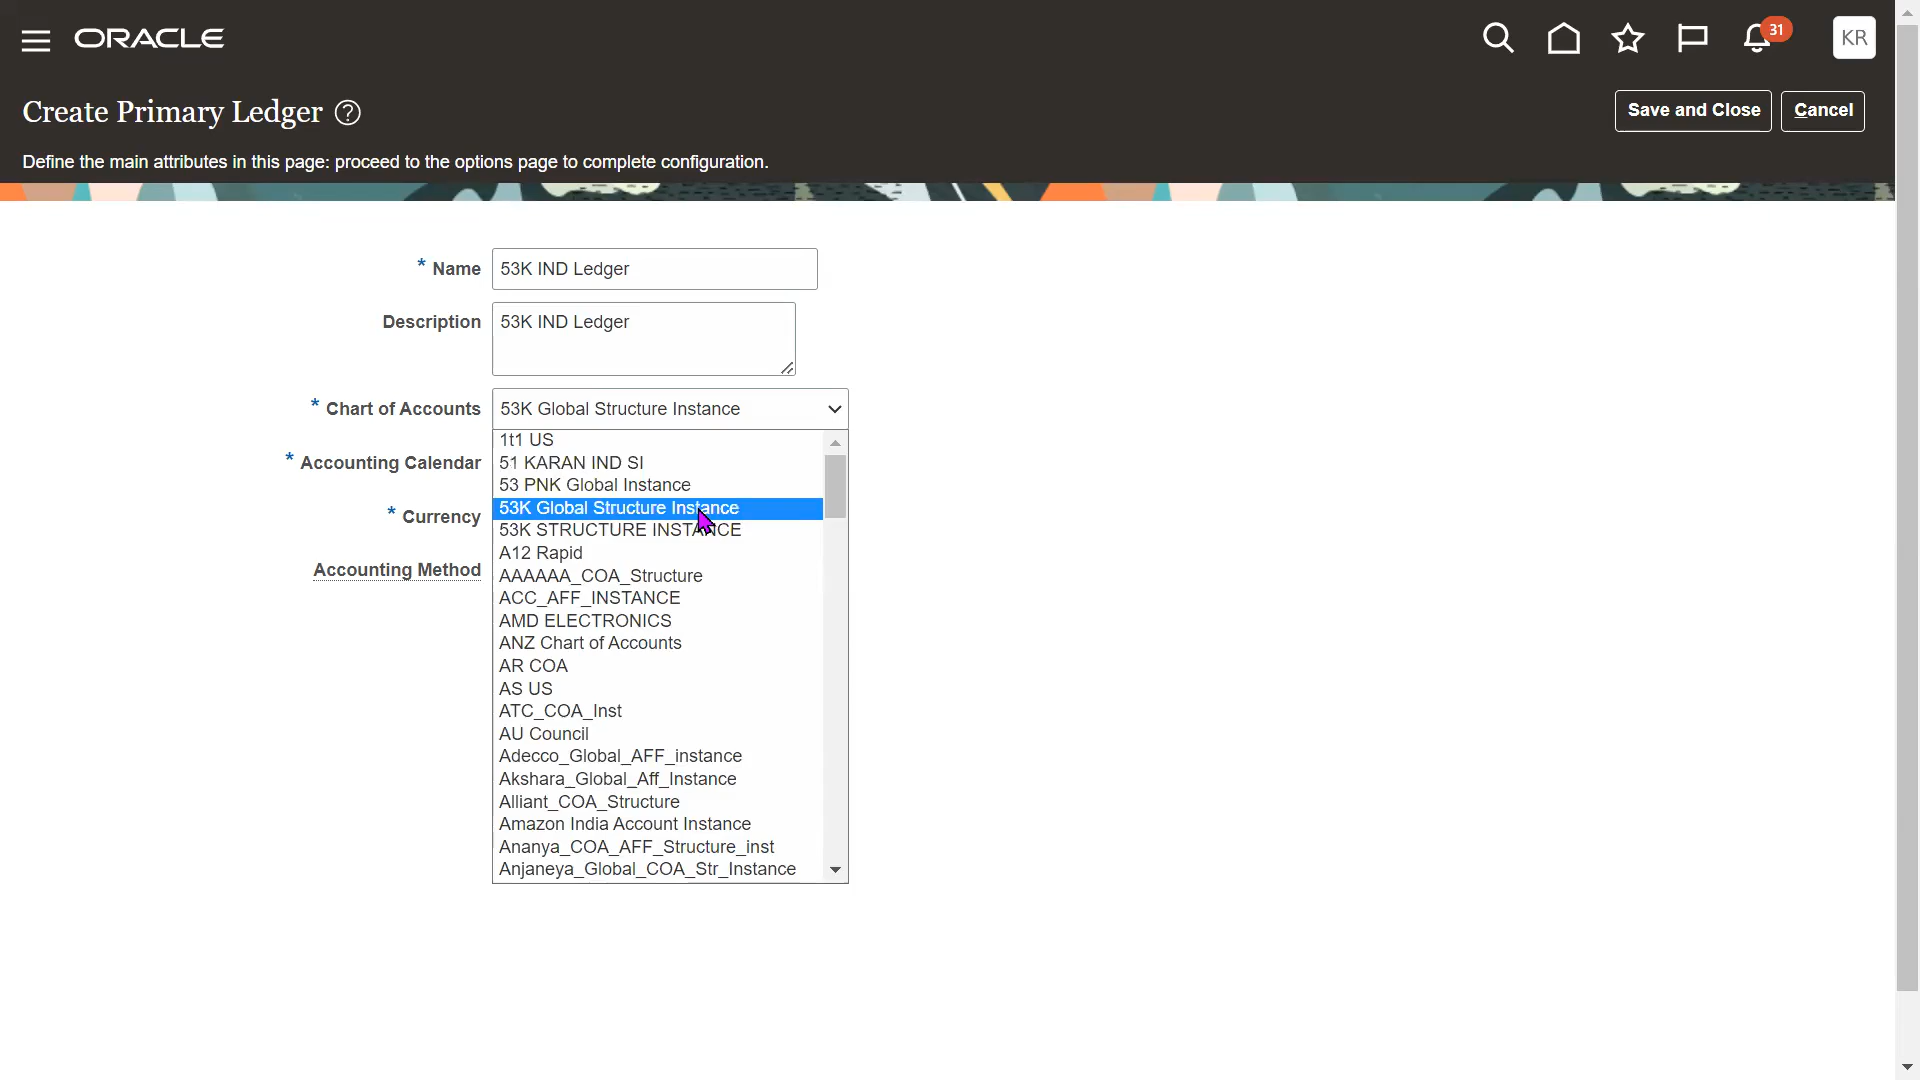 ORACLE
31
KR
Create Primary Ledger ?
Save and Close
Cancel
Define the main attributes in this page: proceed to the options page to complete configuration.
* Name 53K IND Ledger
Description 53K IND Ledger
* Chart of Accounts 53K Global Structure Instance
* Accounting Calendar
* Currency
Accounting Method
1t1 US
51 KARAN IND SI
53 PNK Global Instance
53K Global Structure Instance
53K STRUCTURE INSTANCE
A12 Rapid
AAAAAA_COA_Structure
ACC_AFF_INSTANCE
AMD ELECTRONICS
ANZ Chart of Accounts
AR COA
AS US
ATC_COA_Inst
AU Council
Adecco_Global_AFF_instance
Akshara_Global_Aff_Instance
Alliant_COA_Structure
Amazon India Account Instance
Ananya_COA_AFF_Structure_inst
Anjaneya_Global_COA_Str_Instance